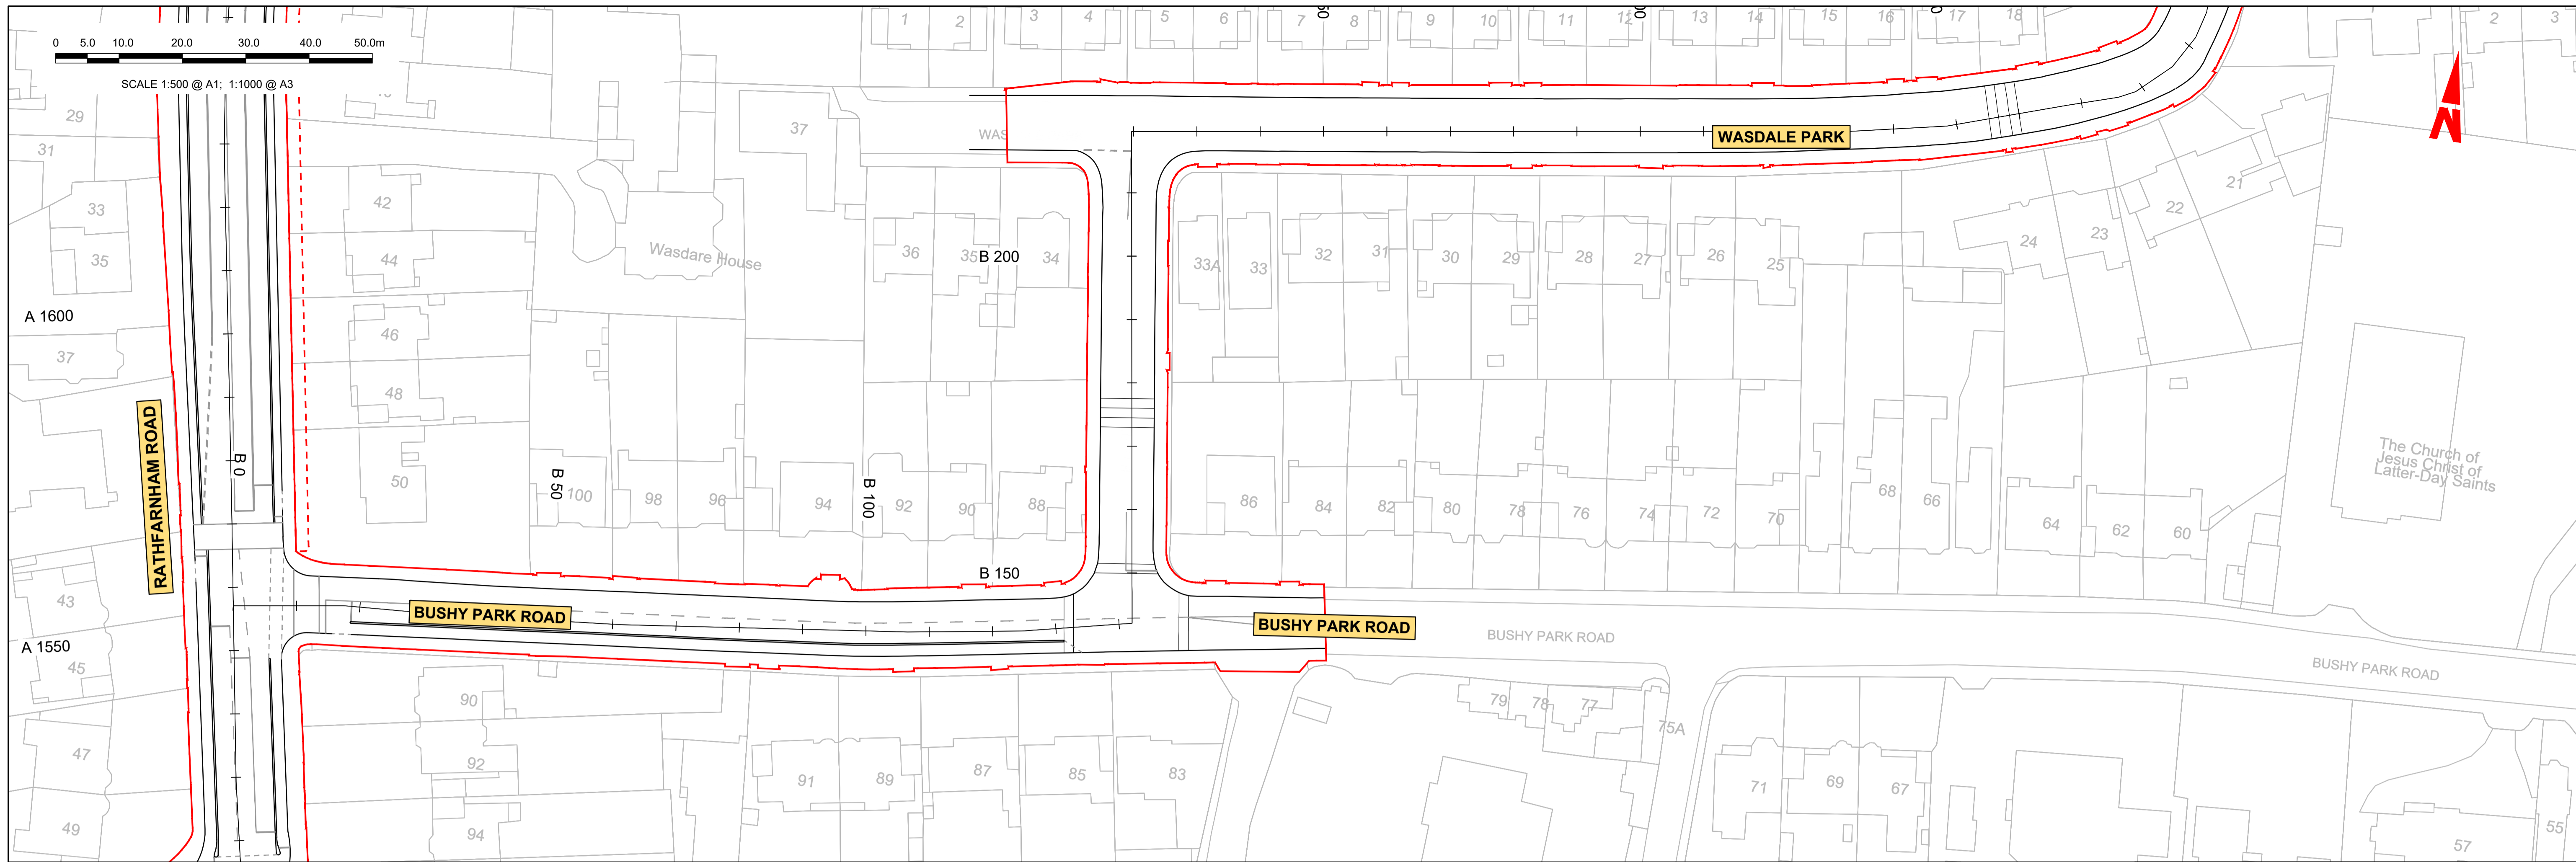 0 5.0 10.0 20.0 30.0 40.0 50.0m
SCALE 1:500 @ A1; 1:1000 @ A3
1 2 3 4 5 6 7 8 9 10 11 12 13 14 15 16 17 18
2 3
N
29
31
33
35
37
37
42
44
46
48
50
Wasdare House
WAS
WASDALE PARK
36 35 34
B 200
33A 33 32 31 30 29 28 27 26 25
24 23 22 21
A 1600
RATHFARNHAM ROAD
B 0
B 50
B 100
B 150
100 98 96 94 92 90 88
86 84 82 80 78 76 74 72 70 68 66 64 62 60
The Church of
Jesus Christ of
Latter-Day Saints
BUSHY PARK ROAD
BUSHY PARK ROAD
BUSHY PARK ROAD
BUSHY PARK ROAD
A 1550
43
45
47
49
90
92
94
91 89 87 85 83
79 78 77 75A
71 69 67
57
55